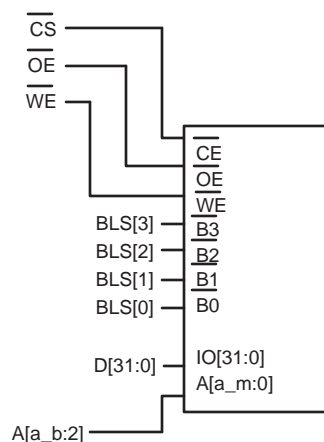 CS
OE
WE
CE
OE
WE
BLS[3]
B3
BLS[2]
B2
BLS[1]
B1
BLS[0]
B0
D[31:0]
IO[31:0]
A[a_m:0]
A[a_b:2]